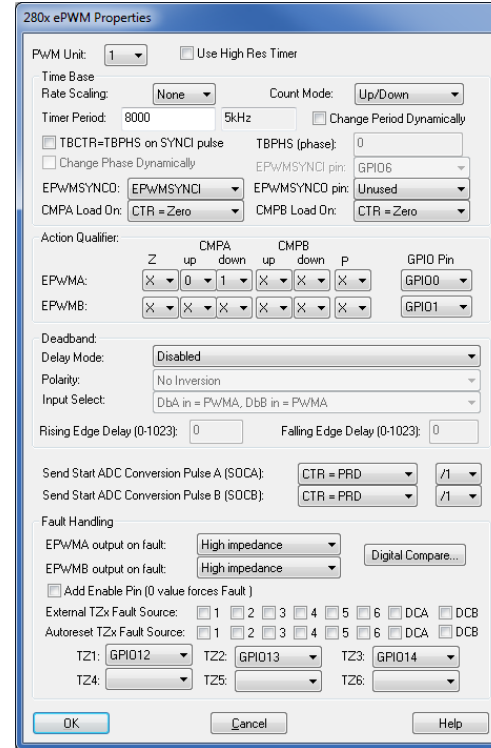 280x ePWM Properties
PWM Unit: 1 Use High Res Timer
Time Base
Rate Scaling: None Count Mode: Up/Down
Timer Period: 8000 5kHz Change Period Dynamically
TBCTR=TBPHS on SYNCI pulse TBPHS (phase): 0
Change Phase Dynamically EPWMSYNCI pin: GPIO6
EPWMSYNCO: EPWMSYNCI EPWMSYNCO pin: Unused
CMPA Load On: CTR = Zero CMPB Load On: CTR = Zero
Action Qualifier:
CMPA CMPB
Z up down up down P GPIO Pin
EPWMA: X 0 1 X X X GPIO0
EPWMB: X X X X X X GPIO1
Deadband:
Delay Mode: Disabled
Polarity: No Inversion
Input Select: DbA in = PWMA, DbB in = PWMA
Rising Edge Delay (0-1023): 0 Falling Edge Delay (0-1023): 0
Send Start ADC Conversion Pulse A (SOCA): CTR = PRD /1
Send Start ADC Conversion Pulse B (SOCB): CTR = PRD /1
Fault Handling
EPWMA output on fault: High impedance
Digital Compare...
EPWMB output on fault: High impedance
Add Enable Pin (0 value forces Fault )
External TZx Fault Source: 1 2 3 4 5 6 DCA DCB
Autoreset TZx Fault Source: 1 2 3 4 5 6 DCA DCB
TZ1: GPIO12 TZ2: GPIO13 TZ3: GPIO14
TZ4: TZ5: TZ6:
OK Cancel Help